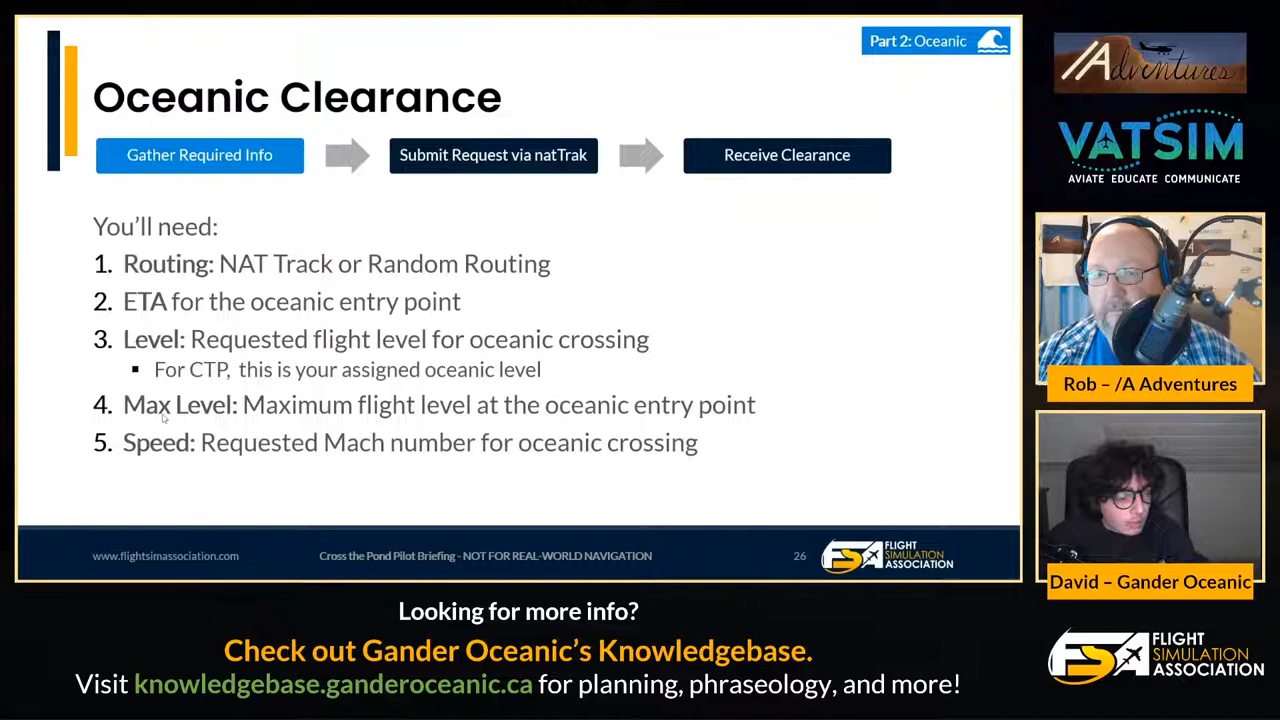 Part 2: Oceanic
Oceanic Clearance
Gather Required Info
Submit Request via natTrak
Receive Clearance
You'll need:
1. Routing: NAT Track or Random Routing
2. ETA for the oceanic entry point
3. Level: Requested flight level for oceanic crossing
▪ For CTP, this is your assigned oceanic level
4. Max Level: Maximum flight level at the oceanic entry point
5. Speed: Requested Mach number for oceanic crossing
www.flightsimassociation.com
Cross the Pond Pilot Briefing - NOT FOR REAL-WORLD NAVIGATION
26
FSA FLIGHT
SIMULATION
ASSOCIATION
/Adventures
VATSIM
AVIATE EDUCATE COMMUNICATE
Rob – /A Adventures
David – Gander Oceanic
Looking for more info?
Check out Gander Oceanic's Knowledgebase.
Visit knowledgebase.ganderoceanic.ca for planning, phraseology, and more!
FSA FLIGHT
SIMULATION
ASSOCIATION